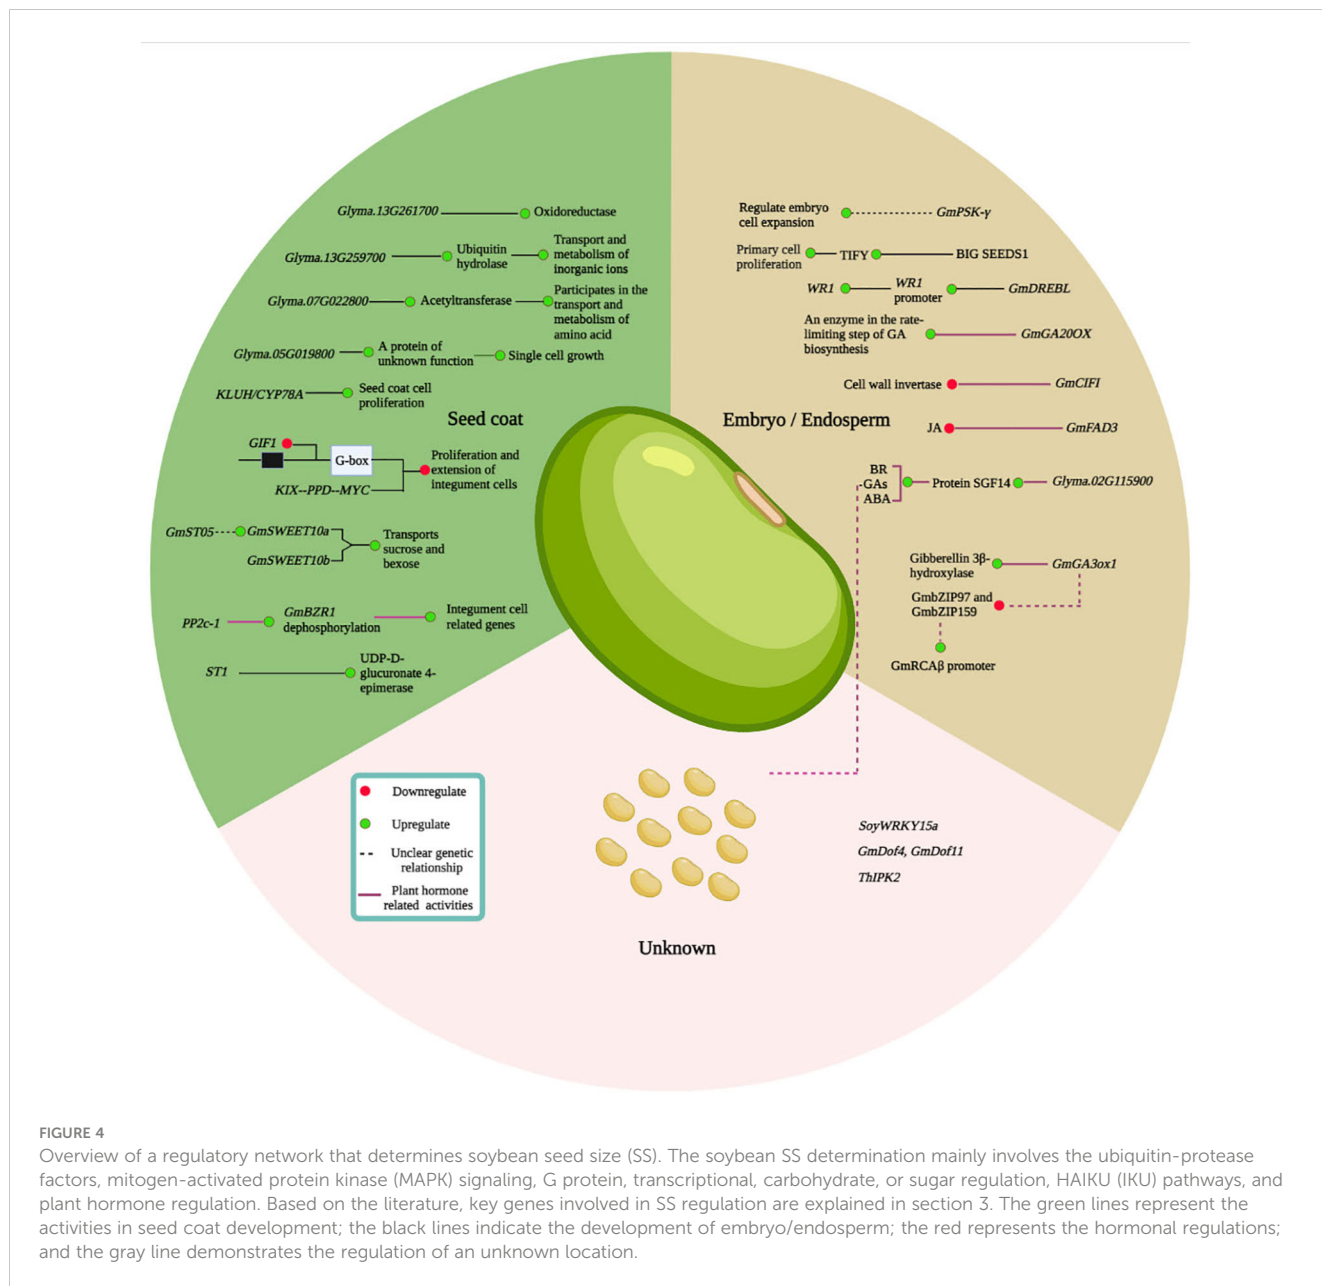 Glyma.13G261700
Oxidoreductase
Glyma.13G259700
Ubiquitin
hydrolase
Transport and
metabolism of
inorganic ions
Glyma.07G022800
Acetyltransferase
Participates in the
transport and
metabolism of
amino acid
Glyma.05G019800
A protein of
unknown function
Single cell growth
KLUH/CYP78A
Seed coat cell
proliferation
Seed coat
GIF1
G-box
KIX--PPD--MYC
Proliferation and
extension of
integument cells
GmST05
GmSWEET10a
GmSWEET10b
Transports
sucrose and
bexose
PP2c-1
GmBZR1
dephosphorylation
Integument cell
related genes
ST1
UDP-D-
glucuronate 4-
epimerase
Regulate embryo
cell expansion
GmPSK-γ
Primary cell
proliferation
TIFY
BIG SEEDS1
WR1
WR1
promoter
GmDREBL
An enzyme in the rate-
limiting step of GA
biosynthesis
GmGA20OX
Cell wall invertase
GmCIFI
Embryo / Endosperm
JA
GmFAD3
BR
GAs
ABA
Protein SGF14
Glyma.02G115900
Gibberellin 3β-
hydroxylase
GmGA3ox1
GmbZIP97 and
GmbZIP159
GmRCAβ promoter
Downregulate
Upregulate
Unclear genetic
relationship
Plant hormone
related activities
SoyWRKY15a
GmDof4, GmDof11
ThIPK2
Unknown
FIGURE 4
Overview of a regulatory network that determines soybean seed size (SS). The soybean SS determination mainly involves the ubiquitin-protease
factors, mitogen-activated protein kinase (MAPK) signaling, G protein, transcriptional, carbohydrate, or sugar regulation, HAIKU (IKU) pathways, and
plant hormone regulation. Based on the literature, key genes involved in SS regulation are explained in section 3. The green lines represent the
activities in seed coat development; the black lines indicate the development of embryo/endosperm; the red represents the hormonal regulations;
and the gray line demonstrates the regulation of an unknown location.